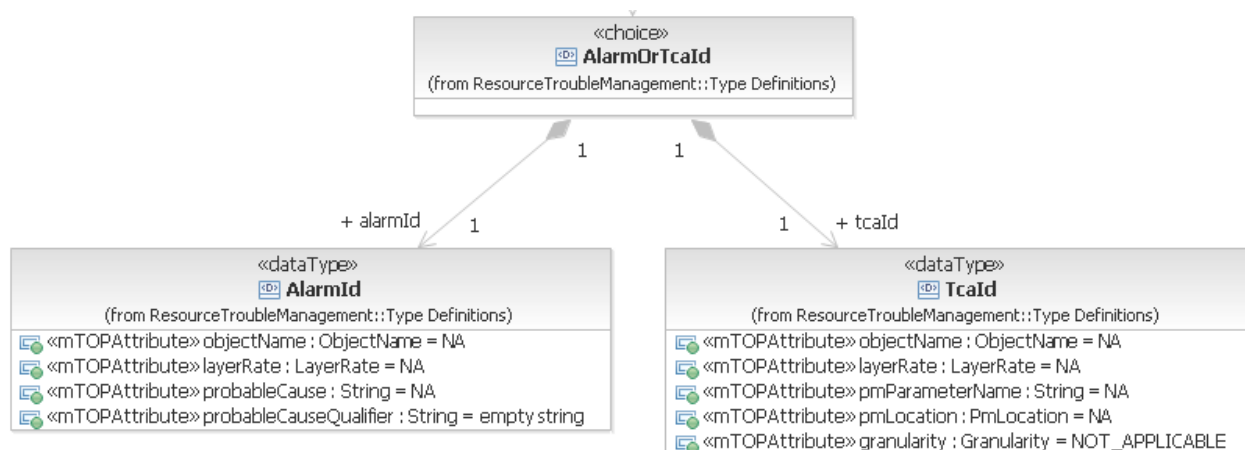 «choice»
AlarmOrTcaId
(from ResourceTroubleManagement::Type Definitions)
1
1
+ alarmId
1
1
+ tcaId
«dataType»
AlarmId
(from ResourceTroubleManagement::Type Definitions)
«mTOPAttribute» objectName : ObjectName = NA
«mTOPAttribute» layerRate : LayerRate = NA
«mTOPAttribute» probableCause : String = NA
«mTOPAttribute» probableCauseQualifier : String = empty string
«dataType»
TcaId
(from ResourceTroubleManagement::Type Definitions)
«mTOPAttribute» objectName : ObjectName = NA
«mTOPAttribute» layerRate : LayerRate = NA
«mTOPAttribute» pmParameterName : String = NA
«mTOPAttribute» pmLocation : PmLocation = NA
«mTOPAttribute» granularity : Granularity = NOT_APPLICABLE